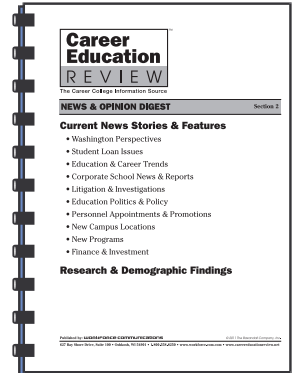 Career
Education
REVIEW
™
The Career College Information Source
NEWS & OPINION DIGEST
Section 2
Current News Stories & Features
• Washington Perspectives
• Student Loan Issues
• Education & Career Trends
• Corporate School News & Reports
• Litigation & Investigations
• Education Politics & Policy
• Personnel Appointments & Promotions
• New Campus Locations
• New Programs
• Finance & Investment
Research & Demographic Findings
Published by: WORKFORCE COMMUNICATIONS